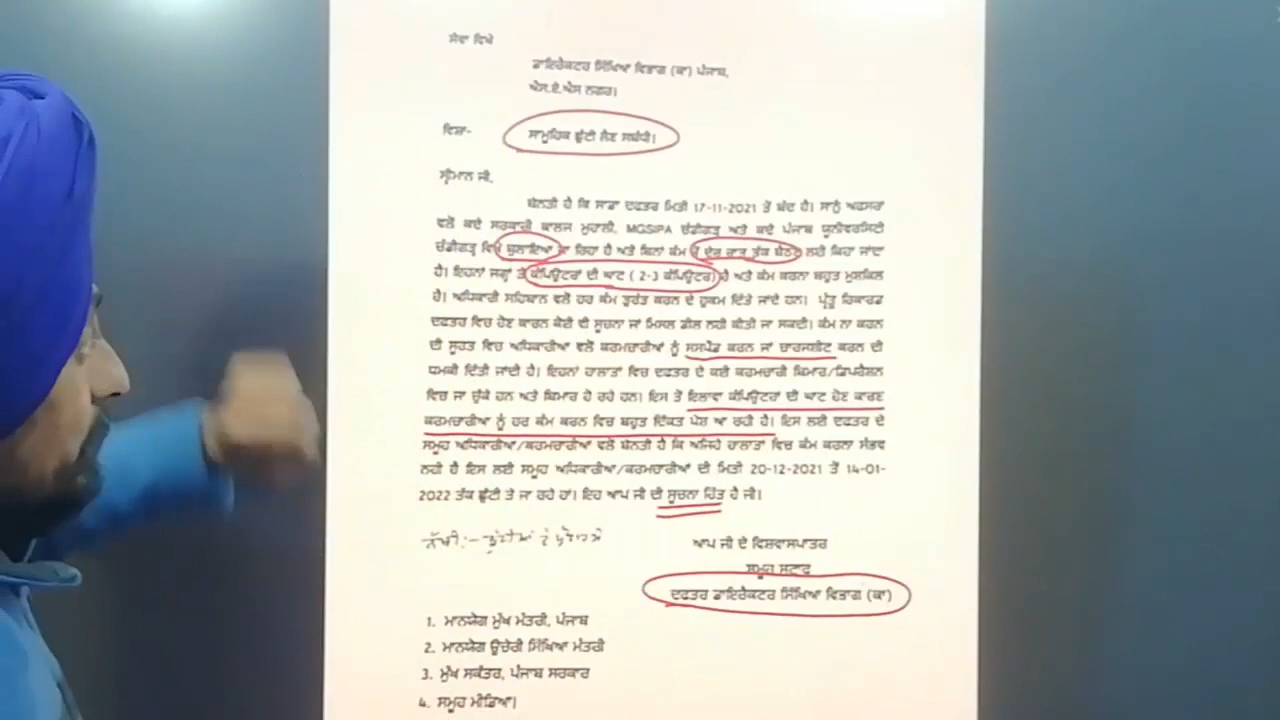 ਸੇਵਾ ਵਿਖੇ
ਡਾਇਰੈਕਟਰ ਸਿੱਖਿਆ ਵਿਭਾਗ (ਕਾ) ਪੰਜਾਬ,
ਐਸ.ਏ.ਐਸ ਨਗਰ।
ਵਿਸ਼ਾ- ਸਾਮੂਹਿਕ ਛੁੱਟੀ ਲੈਣ ਸਬੰਧੀ।
ਸ੍ਰੀਮਾਨ ਜੀ,
ਬੇਨਤੀ ਹੈ ਕਿ ਸਾਡਾ ਦਫਤਰ ਮਿਤੀ 17-11-2021 ਤੋਂ ਬੰਦ ਹੈ। ਸਾਨੂੰ ਅਫਸਰਾਂ
ਵਲੋਂ ਕਦੇ ਸਰਕਾਰੀ ਕਾਲਜ ਮੁਹਾਲੀ, MGSIPA ਚੰਡੀਗੜ੍ਹ ਅਤੇ ਕਦੇ ਪੰਜਾਬ ਯੂਨੀਵਰਸਿਟੀ
ਚੰਡੀਗੜ੍ਹ ਵਿਖੇ ਬੁਲਾਇਆ ਜਾ ਰਿਹਾ ਹੈ ਅਤੇ ਬਿਨਾਂ ਕੰਮ ਤੋਂ ਦੇਰ ਰਾਤ ਤੱਕ ਬੈਠਣ ਲਈ ਕਿਹਾ ਜਾਂਦਾ
ਹੈ। ਇਹਨਾਂ ਜਗ੍ਹਾਂ ਤੇ ਕੰਪਿਊਟਰਾਂ ਦੀ ਘਾਟ ( 2-3 ਕੰਪਿਊਟਰ) ਹੈ ਅਤੇ ਕੰਮ ਕਰਨਾ ਬਹੁਤ ਮੁਸ਼ਕਿਲ
ਹੈ। ਅਧਿਕਾਰੀ ਸਹਿਬਾਨ ਵਲੋਂ ਹਰ ਕੰਮ ਤੁਰੰਤ ਕਰਨ ਦੇ ਹੁਕਮ ਦਿੱਤੇ ਜਾਂਦੇ ਹਨ। ਪ੍ਰੰਤੂ ਰਿਕਾਰਡ
ਦਫਤਰ ਵਿਚ ਹੋਣ ਕਾਰਨ ਕੋਈ ਵੀ ਸੂਚਨਾ ਜਾਂ ਮਿਸਲ ਡੀਲ ਨਹੀ ਕੀਤੀ ਜਾ ਸਕਦੀ। ਕੰਮ ਨਾ ਕਰਨ
ਦੀ ਸੂਰਤ ਵਿਚ ਅਧਿਕਾਰੀਆ ਵਲੋਂ ਕਰਮਚਾਰੀਆਂ ਨੂੰ ਸਸਪੈਂਡ ਕਰਨ ਜਾਂ ਚਾਰਜਸ਼ੀਟ ਕਰਨ ਦੀ
ਧਮਕੀ ਦਿੱਤੀ ਜਾਂਦੀ ਹੈ। ਇਹਨਾਂ ਹਾਲਾਤਾਂ ਵਿਚ ਦਫਤਰ ਦੇ ਕਈ ਕਰਮਚਾਰੀ ਬਿਮਾਰ/ਡਿਪਰੈਸ਼ਨ
ਵਿਚ ਜਾ ਚੁੱਕੇ ਹਨ ਅਤੇ ਬਿਮਾਰ ਹੋ ਰਹੇ ਹਨ। ਇਸ ਤੋਂ ਇਲਾਵਾ ਕੰਪਿਊਟਰਾਂ ਦੀ ਘਾਟ ਹੋਣ ਕਾਰਣ
ਕਰਮਚਾਰੀਆ ਨੂੰ ਹਰ ਕੰਮ ਕਰਨ ਵਿਚ ਬਹੁਤ ਦਿੱਕਤ ਪੇਸ਼ ਆ ਰਹੀ ਹੈ। ਇਸ ਲਈ ਦਫਤਰ ਦੇ
ਸਮੂਹ ਅਧਿਕਾਰੀਆ/ਕਰਮਚਾਰੀਆਂ ਵਲੋਂ ਬੇਨਤੀ ਹੈ ਕਿ ਅਜਿਹੇ ਹਾਲਾਤਾਂ ਵਿਚ ਕੰਮ ਕਰਨਾ ਸੰਭਵ
ਨਹੀ ਹੈ ਇਸ ਲਈ ਸਮੂਹ ਅਧਿਕਾਰੀਆ/ਕਰਮਚਾਰੀਆਂ ਦੀ ਮਿਤੀ 20-12-2021 ਤੋਂ 14-01-
2022 ਤੱਕ ਛੁੱਟੀ ਤੇ ਜਾ ਰਹੇ ਹਾਂ। ਇਹ ਆਪ ਜੀ ਦੀ ਸੂਚਨਾ ਹਿੱਤ ਹੈ ਜੀ।
ਆਪ ਜੀ ਦੇ ਵਿਸ਼ਵਾਸਪਾਤਰ
ਸਮੂਹ ਸਟਾਫ
ਦਫਤਰ ਡਾਇਰੈਕਟਰ ਸਿੱਖਿਆ ਵਿਭਾਗ (ਕਾ)
1. ਮਾਨਯੋਗ ਮੁੱਖ ਮੰਤਰੀ, ਪੰਜਾਬ
2. ਮਾਨਯੋਗ ਉਚੇਰੀ ਸਿੱਖਿਆ ਮੰਤਰੀ
3. ਮੁੱਖ ਸਕੱਤਰ, ਪੰਜਾਬ ਸਰਕਾਰ
4. ਸਮੂਹ ਮੀਡਿਆ।